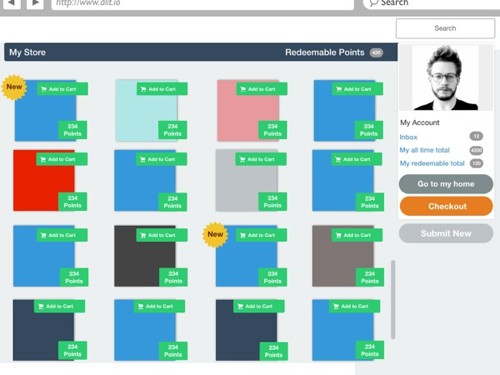 http://www.dilt.io
Search
Search
My Store
Redeemable Points
New
Add to Cart
Add to Cart
Add to Cart
Add to Cart
234
Points
234
Points
234
Points
234
Points
My Account
Inbox 12
My all time total
My redeemable total
Add to Cart
Add to Cart
Add to Cart
Add to Cart
234
Points
234
Points
234
Points
234
Points
Go to my home
Checkout
Submit New
New
Add to Cart
Add to Cart
Add to Cart
Add to Cart
234
Points
234
Points
234
Points
234
Points
Add to Cart
Add to Cart
Add to Cart
Add to Cart
234
Points
234
Points
234
Points
234
Points